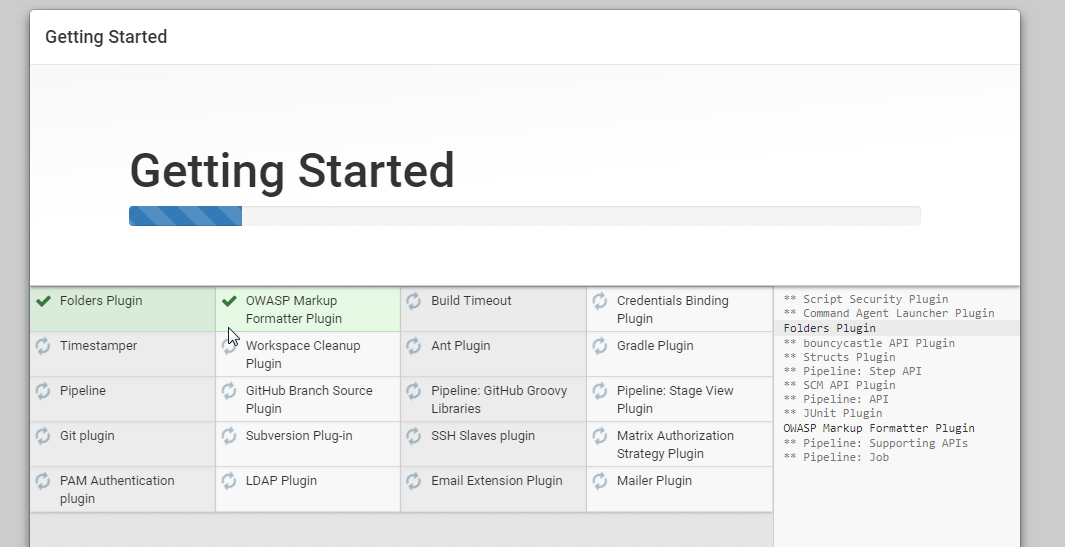 Getting Started
Getting Started
Folders Plugin
OWASP Markup
Formatter Plugin
Build Timeout
Credentials Binding
Plugin
Timestamper
Workspace Cleanup
Plugin
Ant Plugin
Gradle Plugin
Pipeline
GitHub Branch Source
Plugin
Pipeline: GitHub Groovy
Libraries
Pipeline: Stage View
Plugin
Git plugin
Subversion Plug-in
SSH Slaves plugin
Matrix Authorization
Strategy Plugin
PAM Authentication
plugin
LDAP Plugin
Email Extension Plugin
Mailer Plugin
** Script Security Plugin
** Command Agent Launcher Plugin
Folders Plugin
** bouncycastle API Plugin
** Structs Plugin
** Pipeline: Step API
** SCM API Plugin
** Pipeline: API
** JUnit Plugin
OWASP Markup Formatter Plugin
** Pipeline: Supporting APIs
** Pipeline: Job